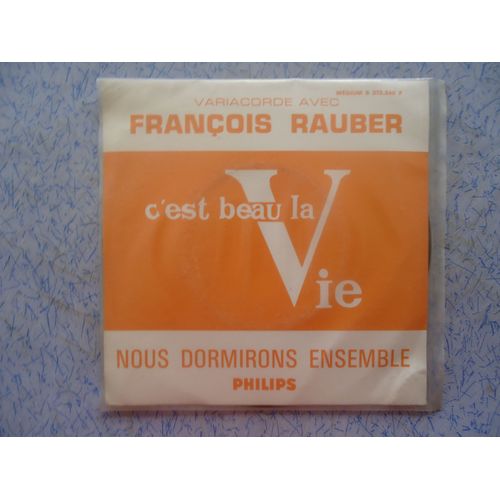 VARIACORDE AVEC
FRANÇOIS RAUBER
c'est beau la
Vie
NOUS DORMIRONS ENSEMBLE
PHILIPS